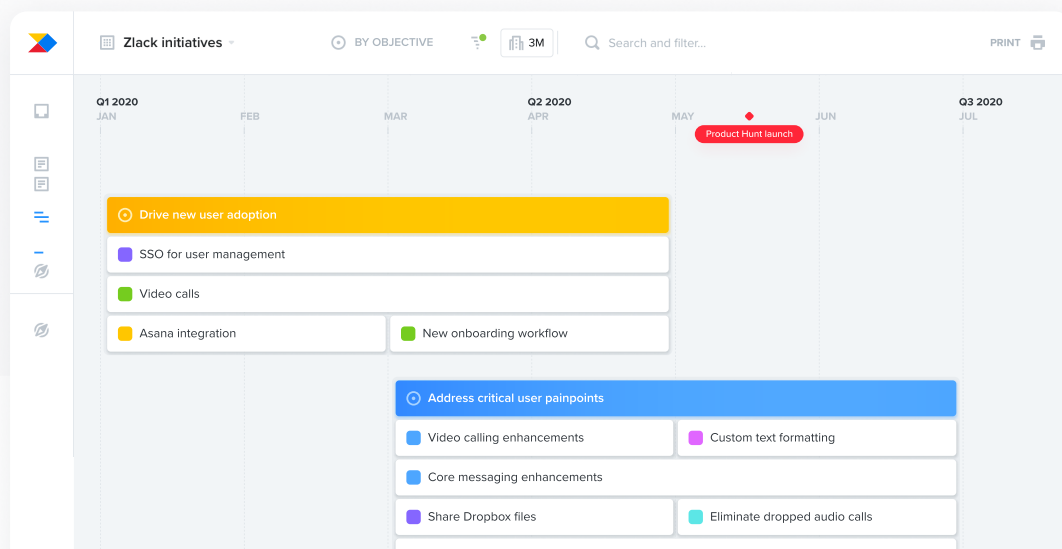 Zlack initiatives
BY OBJECTIVE
3M
Search and filter...
PRINT
Q1 2020
Q2 2020
Q3 2020
JAN
FEB
MAR
APR
MAY
JUN
JUL
Product Hunt launch
Drive new user adoption
SSO for user management
Video calls
Asana integration
New onboarding workflow
Address critical user painpoints
Video calling enhancements
Custom text formatting
Core messaging enhancements
Share Dropbox files
Eliminate dropped audio calls